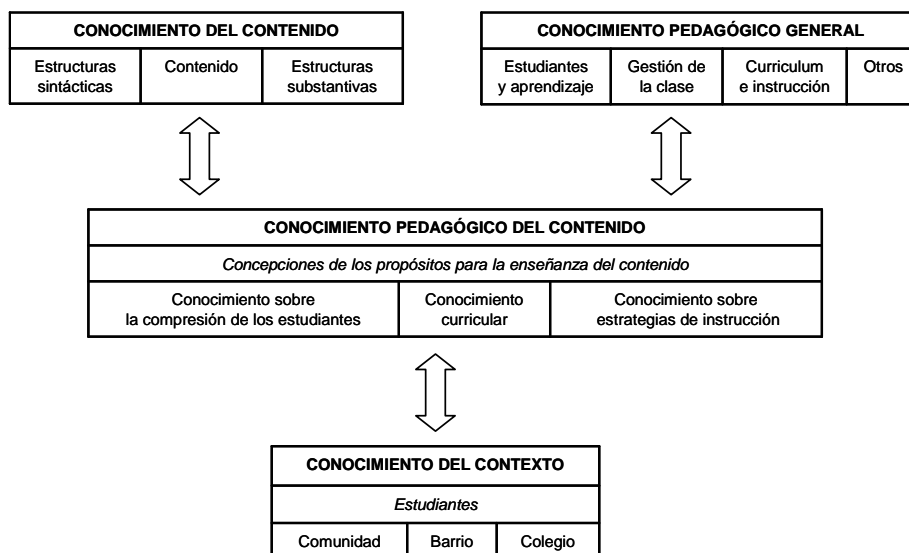 CONOCIMIENTO DEL CONTENIDO
Estructuras
sintácticas
Contenido
Estructuras
substantivas
CONOCIMIENTO PEDAGÓGICO GENERAL
Estudiantes
y aprendizaje
Gestión de
la clase
Curriculum
e instrucción
Otros
CONOCIMIENTO PEDAGÓGICO DEL CONTENIDO
Concepciones de los propósitos para la enseñanza del contenido
Conocimiento sobre
la compresión de los estudiantes
Conocimiento
curricular
Conocimiento sobre
estrategias de instrucción
CONOCIMIENTO DEL CONTEXTO
Estudiantes
Comunidad
Barrio
Colegio